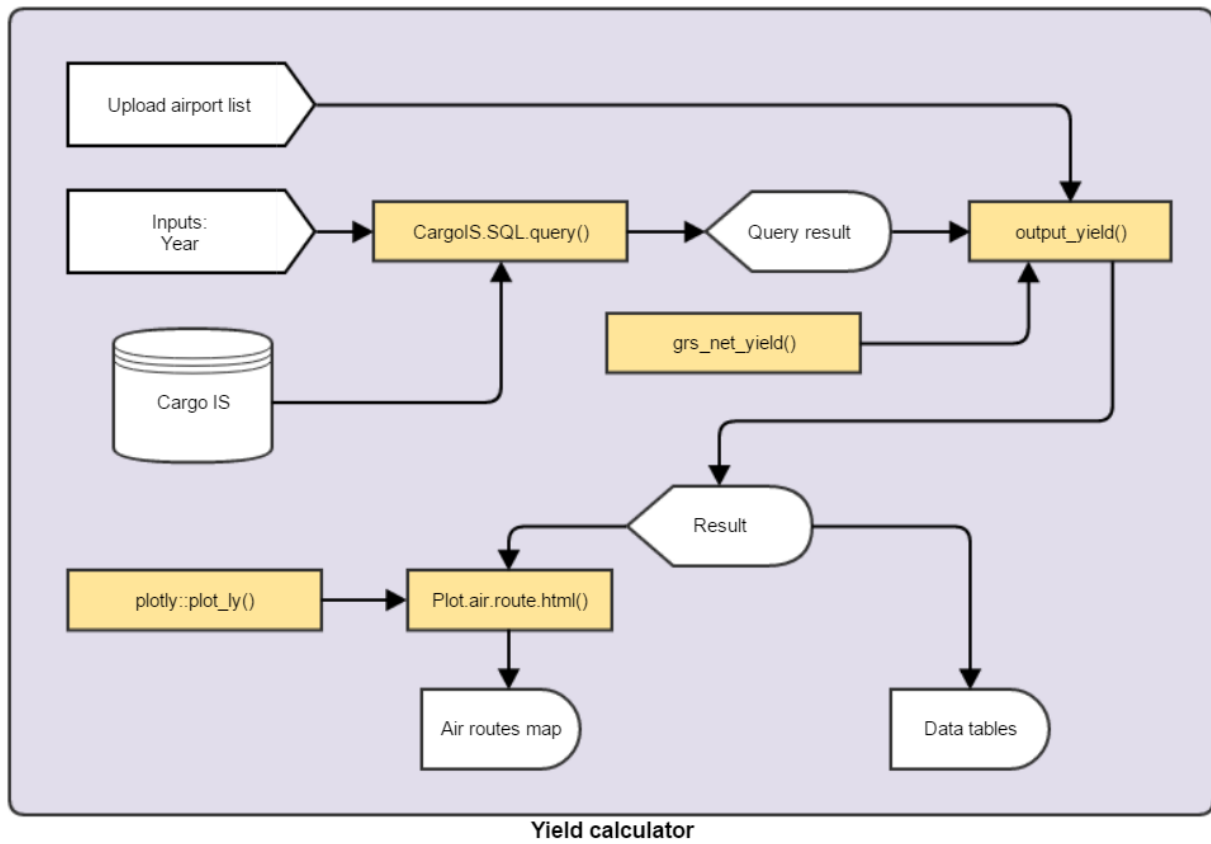 Upload airport list
Inputs:
Year
CargoIS.SQL.query()
Query result
output_yield()
grs_net_yield()
Cargo IS
Result
plotly::plot_ly()
Plot.air.route.html()
Air routes map
Data tables
Yield calculator